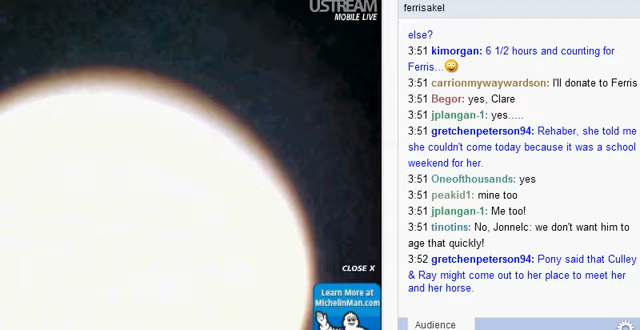 USTREAM
MOBILE LIVE
CLOSE X
Learn More at
MichelinMan.com
ferrisakel
else?
3:51 kimorgan: 6 1/2 hours and counting for
Ferris...
3:51 carrionmywaywardson: I'll donate to Ferris
3:51 Begor: yes, Clare
3:51 jplangan-1: yes.....
3:51 gretchenpeterson94: Rehaber, she told me
she couldn't come today because it was a school
weekend for her.
3:51 Oneofthousands: yes
3:51 peakid1: mine too
3:51 jplangan-1: Me too!
3:51 tinotins: No, Jonnelc: we don't want him to
age that quickly!
3:52 gretchenpeterson94: Pony said that Culley
& Ray might come out to her place to meet her
and her horse.
Audience